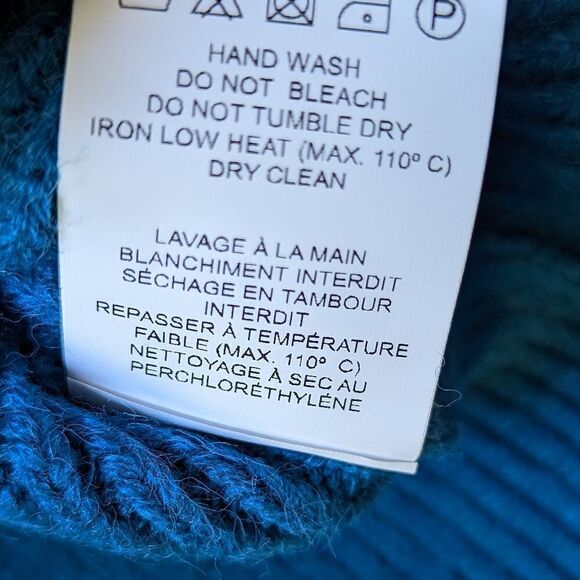 P
HAND WASH
DO NOT BLEACH
DO NOT TUMBLE DRY
IRON LOW HEAT (MAX. 110º C)
DRY CLEAN
LAVAGE À LA MAIN
BLANCHIMENT INTERDIT
SÉCHAGE EN TAMBOUR
INTERDIT
REPASSER À TEMPÉRATURE
FAIBLE (MAX. 110º C)
NETTOYAGE À SEC AU
PERCHLORÉTHYLÉNE